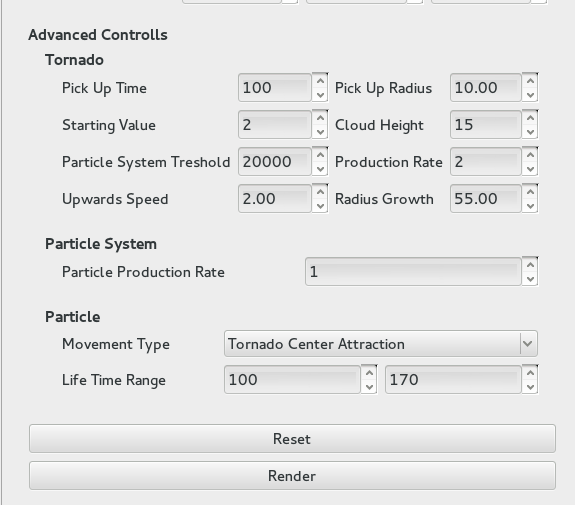 Advanced Controlls
Tornado
Pick Up Time 100 Pick Up Radius 10.00
Starting Value 2 Cloud Height 15
Particle System Treshold 20000 Production Rate 2
Upwards Speed 2.00 Radius Growth 55.00
Particle System
Particle Production Rate 1
Particle
Movement Type Tornado Center Attraction
Life Time Range 100 170
Reset
Render